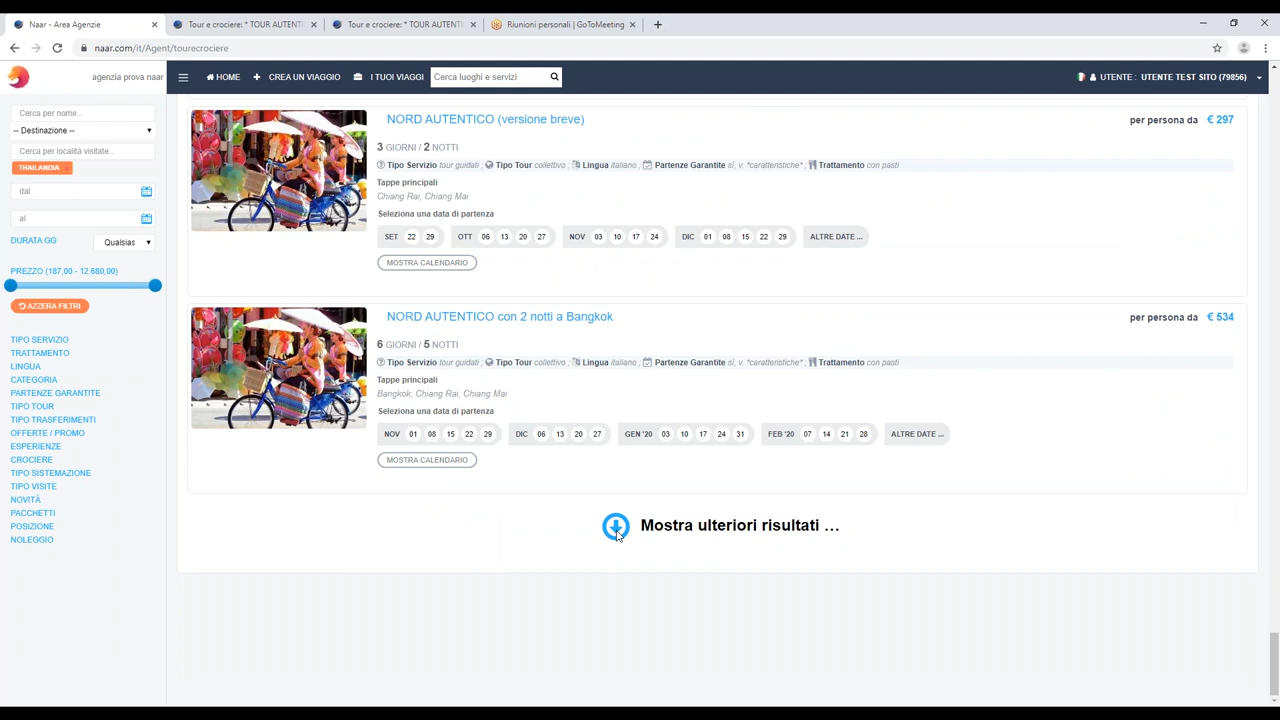 Naar - Area Agenzie
Tour e crociere: * TOUR AUTENTI
Tour e crociere: * TOUR AUTENTI
Riunioni personali | GoToMeeting
naar.com/it/Agent/tourecrociere
agenzia prova naar
HOME
CREA UN VIAGGIO
I TUOI VIAGGI
Cerca luoghi e servizi
UTENTE : UTENTE TEST SITO (79856)
Cerca per nome...
-- Destinazione --
Cerca per località visitate...
THAILANDIA
dal
al
DURATA GG
Qualsias
PREZZO (187,00 - 12.680,00)
AZZERA FILTRI
TIPO SERVIZIO
TRATTAMENTO
LINGUA
CATEGORIA
PARTENZE GARANTITE
TIPO TOUR
TIPO TRASFERIMENTI
OFFERTE / PROMO
ESPERIENZE
CROCIERE
TIPO SISTEMAZIONE
TIPO VISITE
NOVITÀ
PACCHETTI
POSIZIONE
NOLEGGIO
NORD AUTENTICO (versione breve)
per persona da € 297
3 GIORNI / 2 NOTTI
Tipo Servizio tour guidati , Tipo Tour collettivo , Lingua italiano , Partenze Garantite sì, v. *caratteristiche* , Trattamento con pasti
Tappe principali
Chiang Rai, Chiang Mai
Seleziona una data di partenza
SET 22 29 OTT 06 13 20 27 NOV 03 10 17 24 DIC 01 08 15 22 29 ALTRE DATE ...
MOSTRA CALENDARIO
NORD AUTENTICO con 2 notti a Bangkok
per persona da € 534
6 GIORNI / 5 NOTTI
Tipo Servizio tour guidati , Tipo Tour collettivo , Lingua italiano , Partenze Garantite sì, v. *caratteristiche* , Trattamento con pasti
Tappe principali
Bangkok, Chiang Rai, Chiang Mai
Seleziona una data di partenza
NOV 01 08 15 22 29 DIC 06 13 20 27 GEN '20 03 10 17 24 31 FEB '20 07 14 21 28 ALTRE DATE ...
MOSTRA CALENDARIO
Mostra ulteriori risultati ...